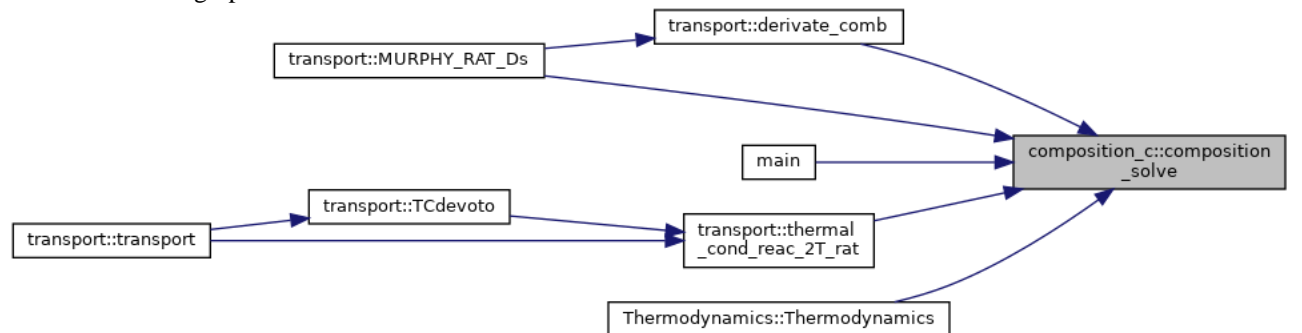 transport::derivate_comb
transport::MURPHY_RAT_Ds
composition_c::composition
_solve
main
transport::TCdevoto
transport::thermal
_cond_reac_2T_rat
transport::transport
Thermodynamics::Thermodynamics